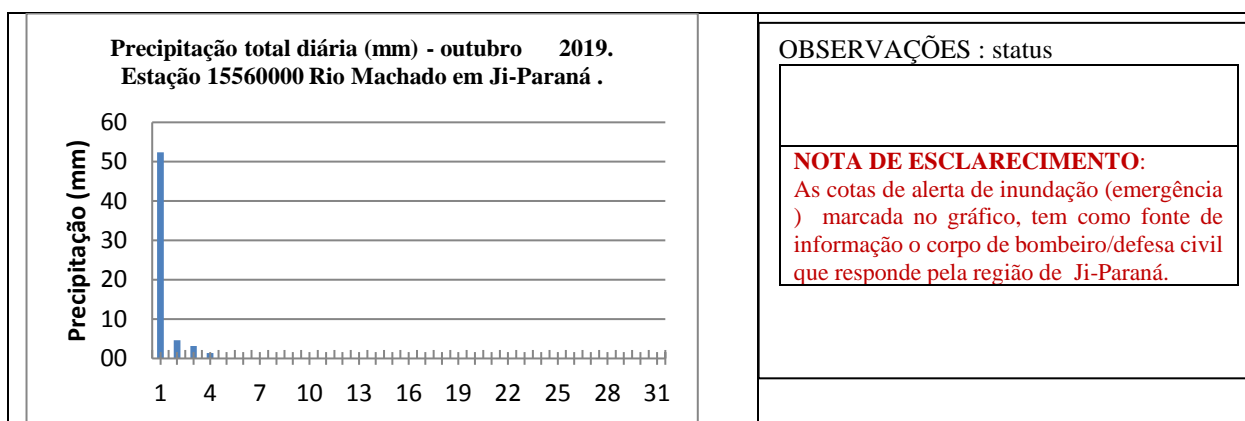 Precipitação total diária (mm) - outubro 2019.
Estação 15560000 Rio Machado em Ji-Paraná .
Precipitação (mm)
60
50
40
30
20
10
00
1 4 7 10 13 16 19 22 25 28 31
OBSERVAÇÕES : status
NOTA DE ESCLARECIMENTO:
As cotas de alerta de inundação (emergência
) marcada no gráfico, tem como fonte de
informação o corpo de bombeiro/defesa civil
que responde pela região de Ji-Paraná.